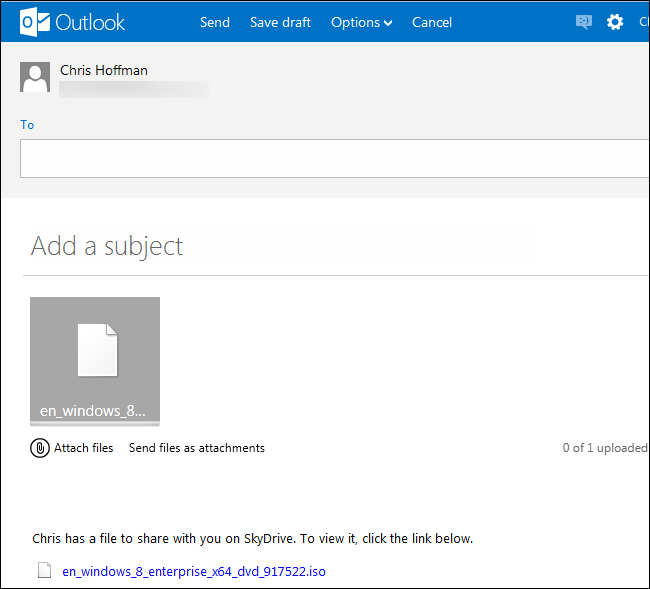 Outlook Send Save draft Options Cancel
Chris Hoffman
To
Add a subject
en_windows_8...
Attach files Send files as attachments 0 of 1 uploaded
Chris has a file to share with you on SkyDrive. To view it, click the link below.
en_windows_8_enterprise_x64_dvd_917522.iso